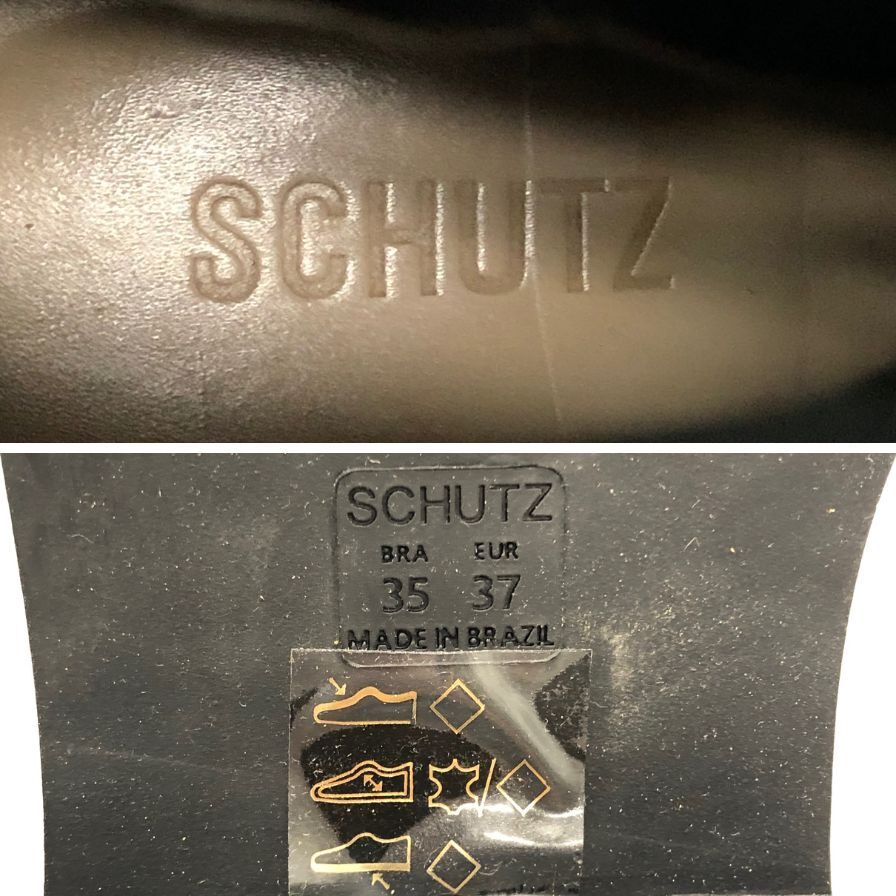 SCHUTZ
SCHUTZ
BRA EUR
35 37
MADE IN BRAZIL